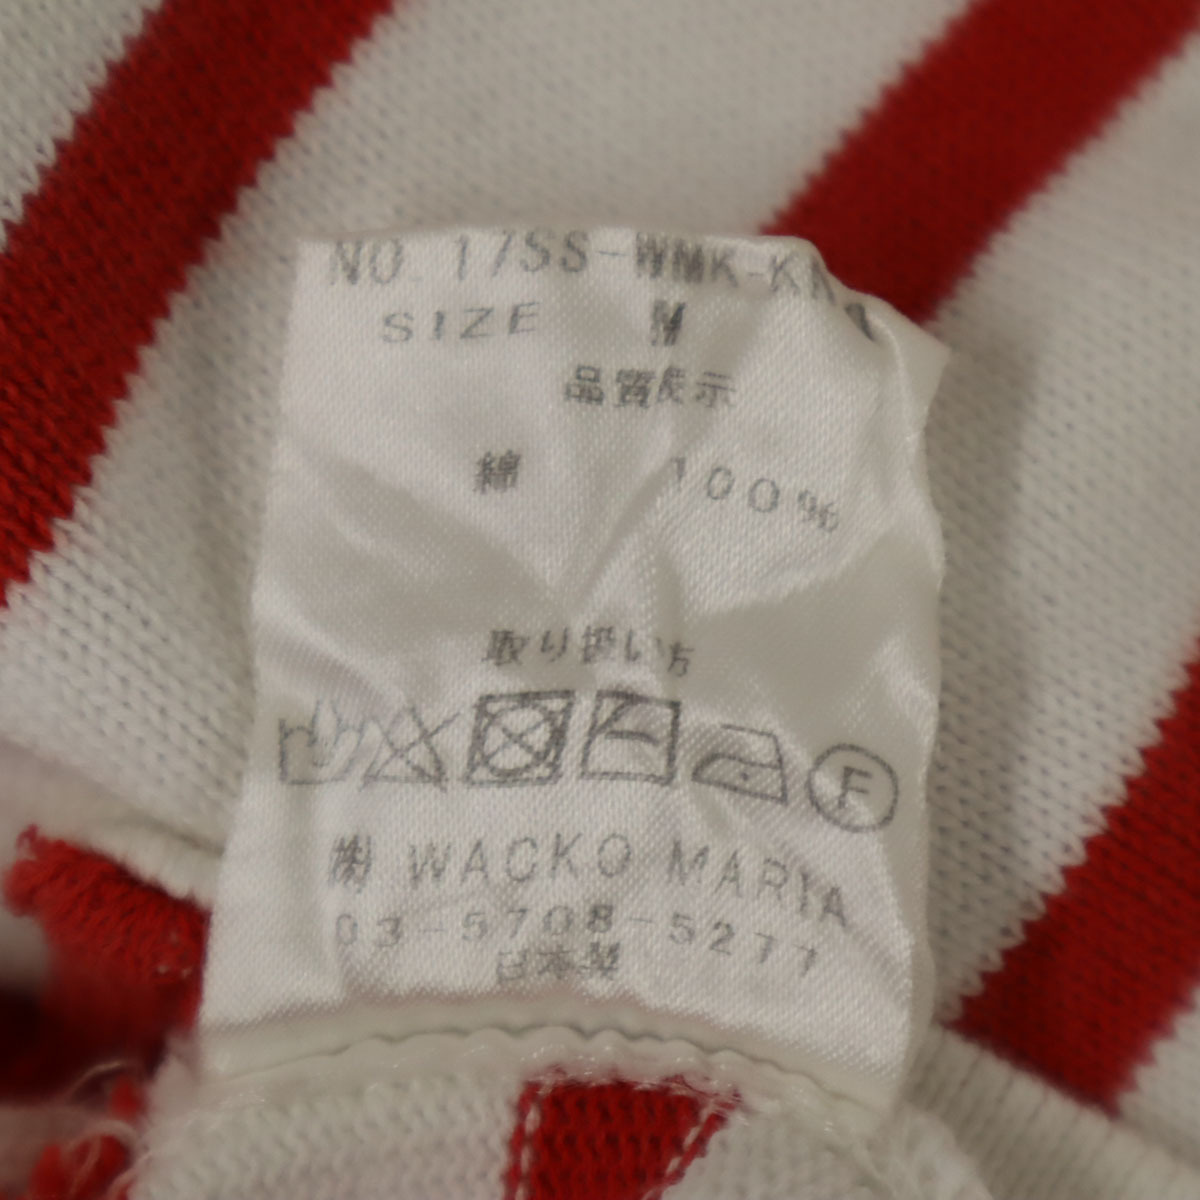 NO. 17SS-WMK-
SIZE M
品質表示
綿 100%
取り扱い方
F
㈱ WACKO MARIA
03-5708-5277
日本製